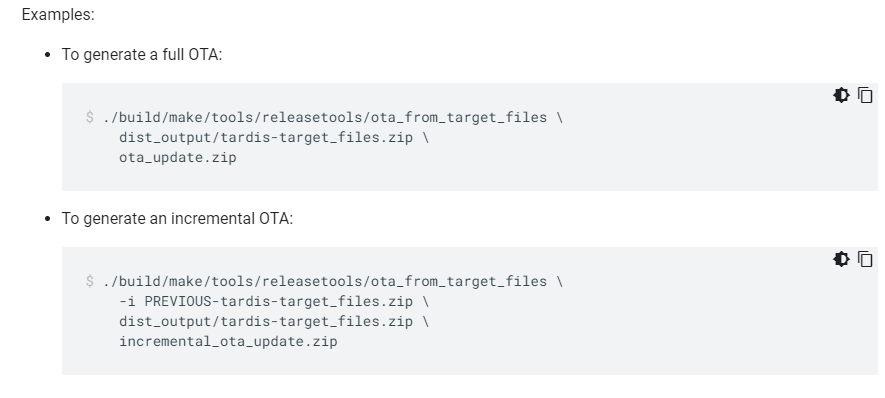 Examples:
• To generate a full OTA:
$ ./build/make/tools/releasetools/ota_from_target_files \
dist_output/tardis-target_files.zip \
ota_update.zip
• To generate an incremental OTA:
$ ./build/make/tools/releasetools/ota_from_target_files \
-i PREVIOUS-tardis-target_files.zip \
dist_output/tardis-target_files.zip \
incremental_ota_update.zip